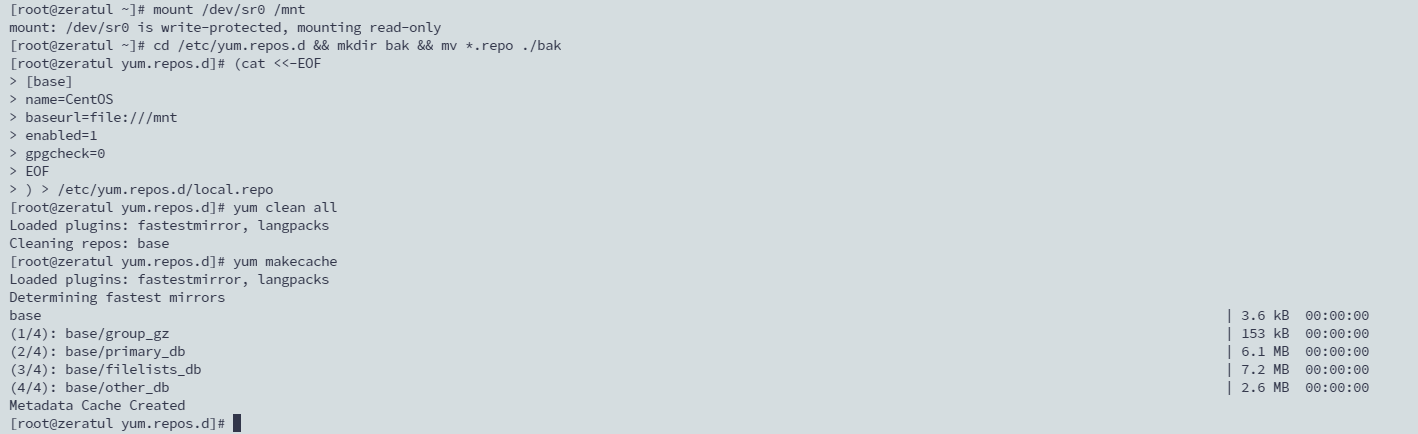 [root@zeratul ~]# mount /dev/sr0 /mnt
mount: /dev/sr0 is write-protected, mounting read-only
[root@zeratul ~]# cd /etc/yum.repos.d && mkdir bak && mv *.repo ./bak
[root@zeratul yum.repos.d]# (cat <<-EOF
> [base]
> name=CentOS
> baseurl=file:///mnt
> enabled=1
> gpgcheck=0
> EOF
> ) > /etc/yum.repos.d/local.repo
[root@zeratul yum.repos.d]# yum clean all
Loaded plugins: fastestmirror, langpacks
Cleaning repos: base
[root@zeratul yum.repos.d]# yum makecache
Loaded plugins: fastestmirror, langpacks
Determining fastest mirrors
base | 3.6 kB 00:00:00
(1/4): base/group_gz | 153 kB 00:00:00
(2/4): base/primary_db | 6.1 MB 00:00:00
(3/4): base/filelists_db | 7.2 MB 00:00:00
(4/4): base/other_db | 2.6 MB 00:00:00
Metadata Cache Created
[root@zeratul yum.repos.d]#